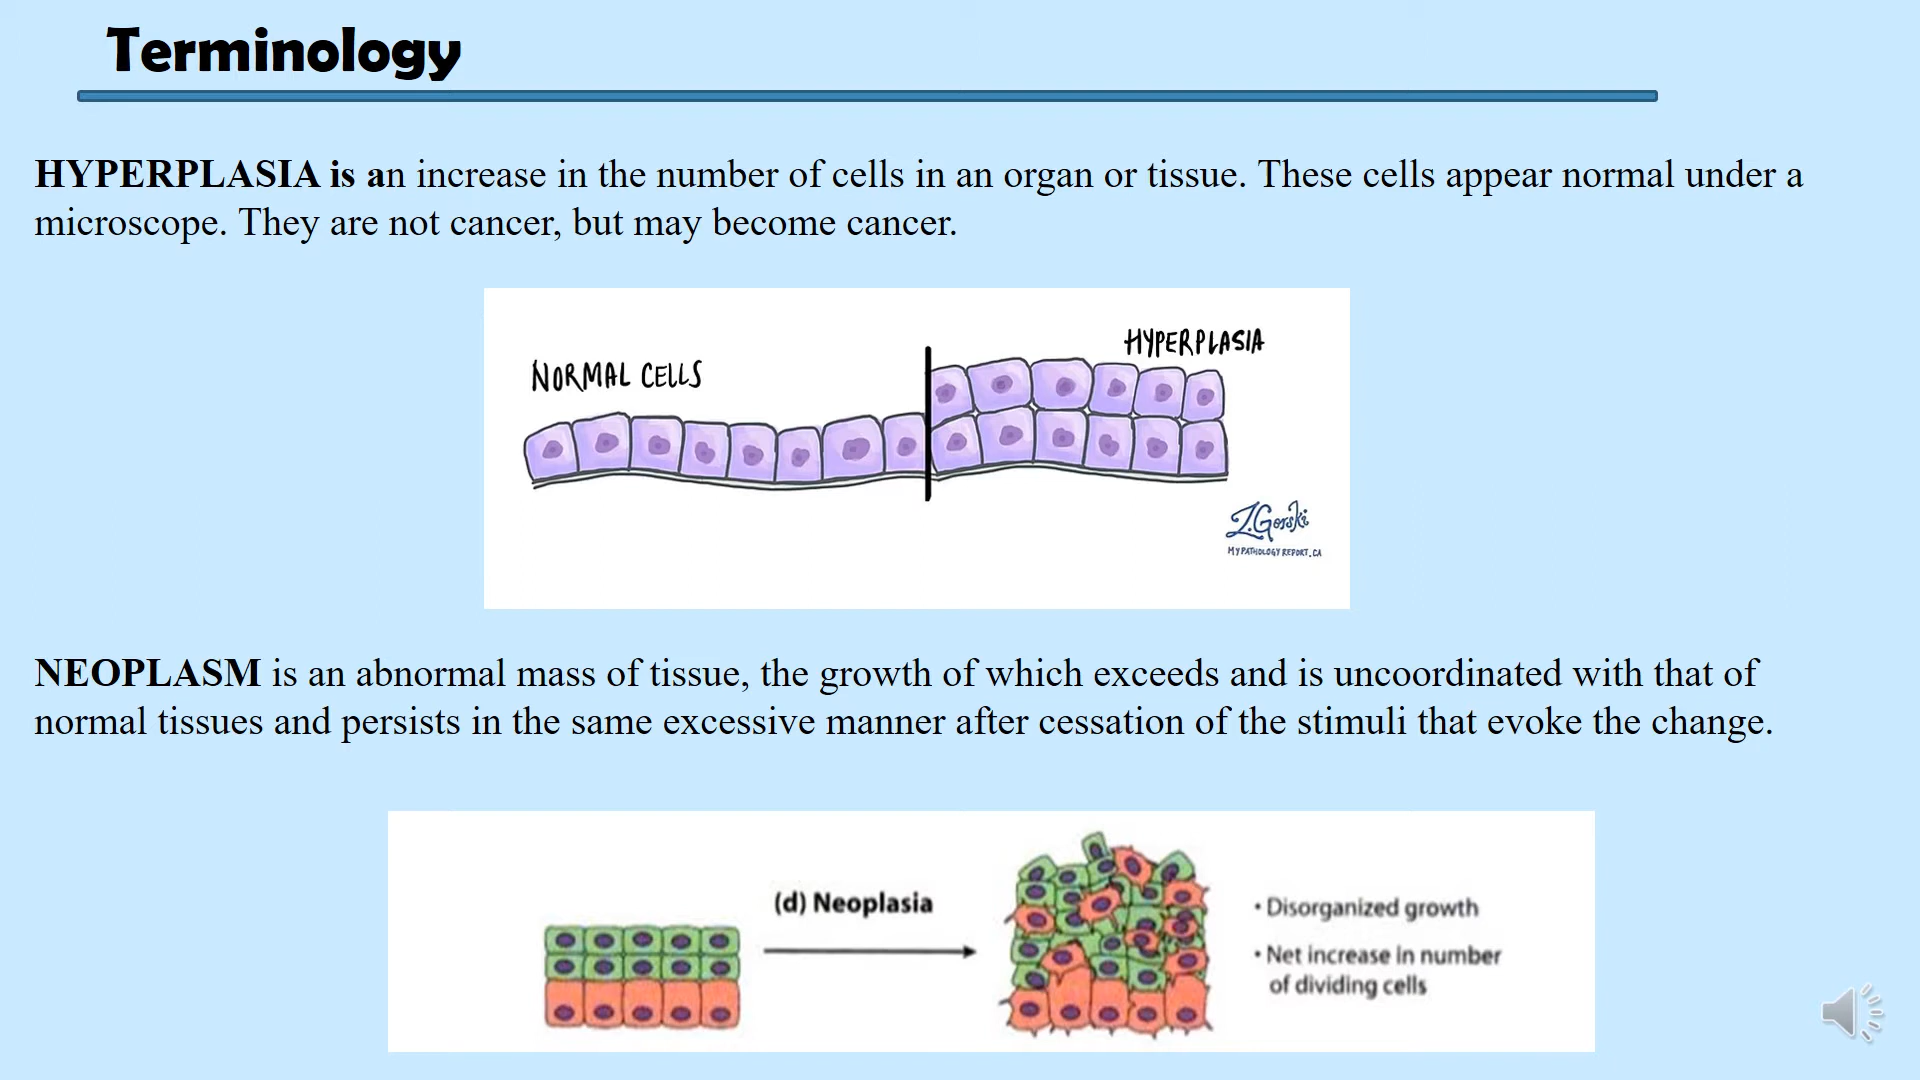 Terminology
HYPERPLASIA is an increase in the number of cells in an organ or tissue. These cells appear normal under a
microscope. They are not cancer, but may become cancer.
NORMAL CELLS
HYPERPLASIA
Z.Gorski
MYPATHOLOGYREPORT.CA
NEOPLASM is an abnormal mass of tissue, the growth of which exceeds and is uncoordinated with that of
normal tissues and persists in the same excessive manner after cessation of the stimuli that evoke the change.
(d) Neoplasia
• Disorganized growth
• Net increase in number
of dividing cells